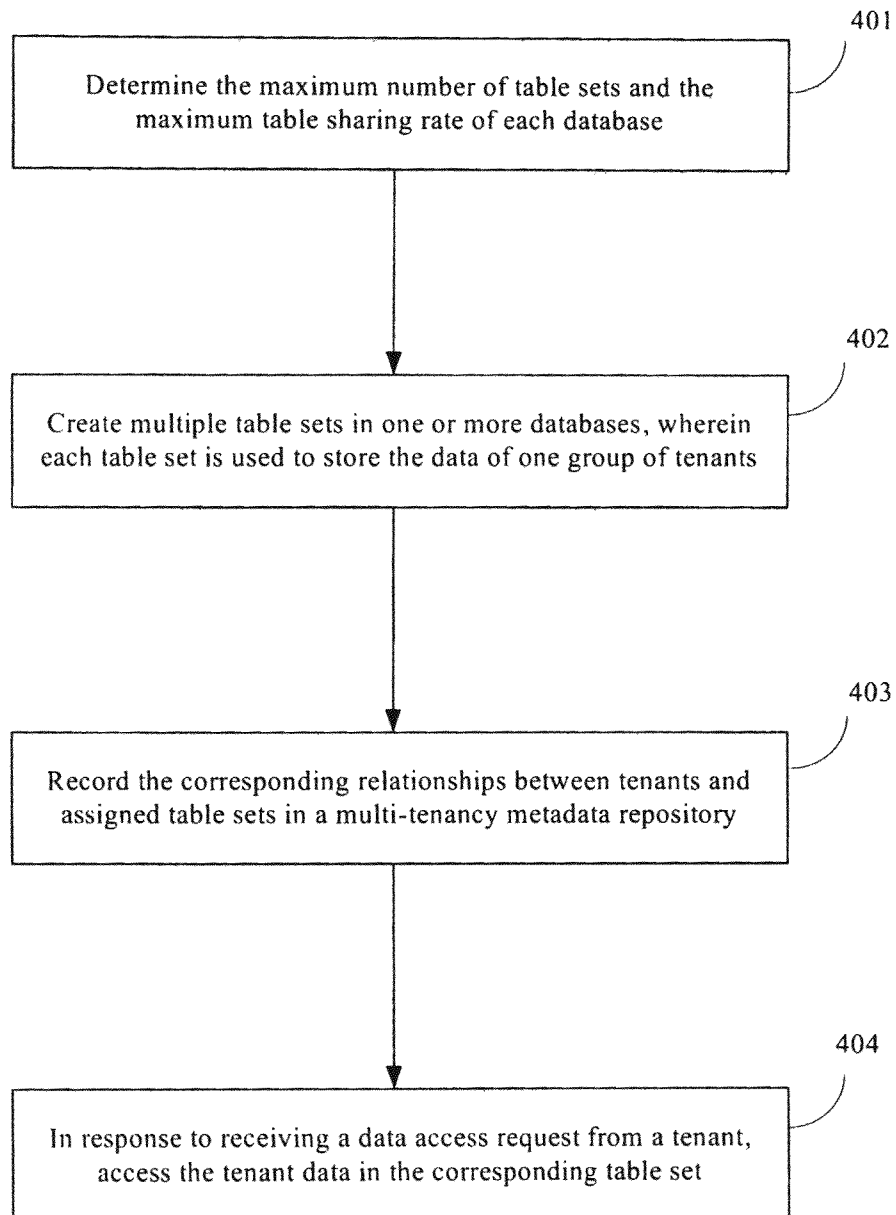 401
Determine the maximum number of table sets and the
maximum table sharing rate of each database
402
Create multiple table sets in one or more databases, wherein
each table set is used to store the data of one group of tenants
403
Record the corresponding relationships between tenants and
assigned table sets in a multi-tenancy metadata repository
404
In response to receiving a data access request from a tenant,
access the tenant data in the corresponding table set